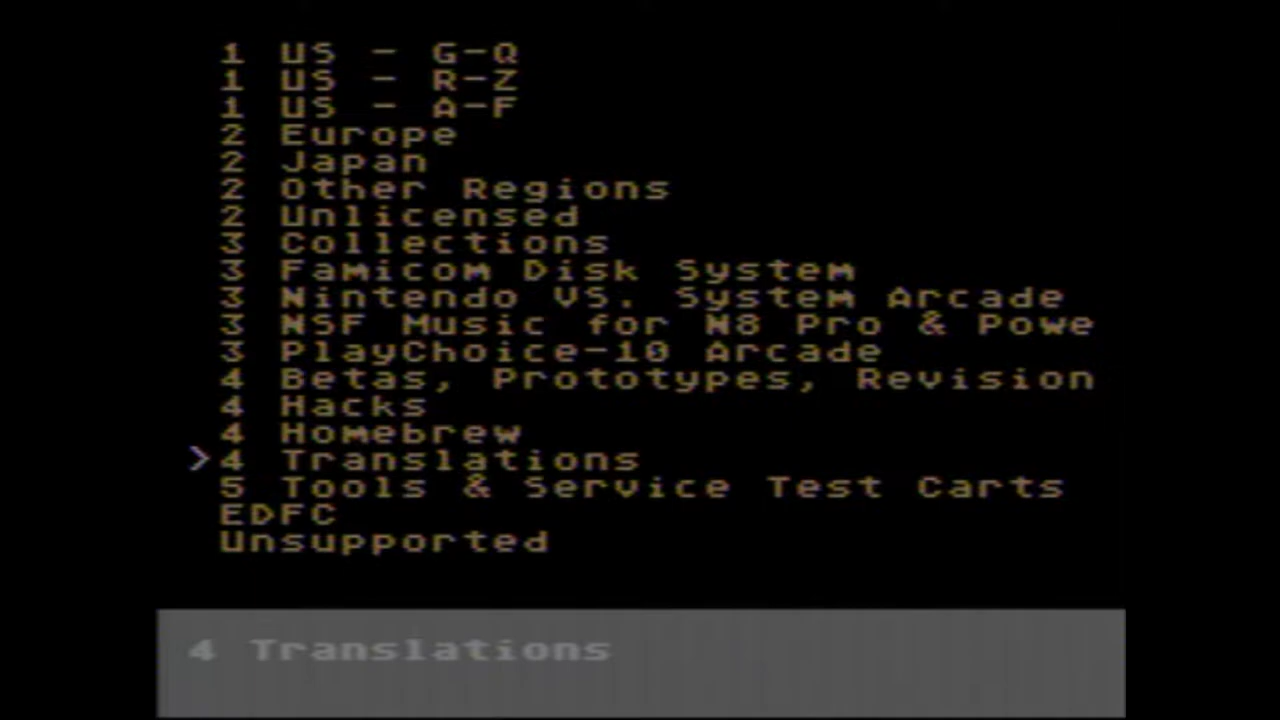 1 US - G-Q
1 US - R-Z
1 US - A-F
2 Europe
2 Japan
2 Other Regions
2 Unlicensed
3 Collections
3 Famicom Disk System
3 Nintendo VS. System Arcade
3 NSF Music for N8 Pro & Powe
3 PlayChoice-10 Arcade
4 Betas, Prototypes, Revision
4 Hacks
4 Homebrew
>4 Translations
5 Tools & Service Test Carts
EDFC
Unsupported
4 Translations